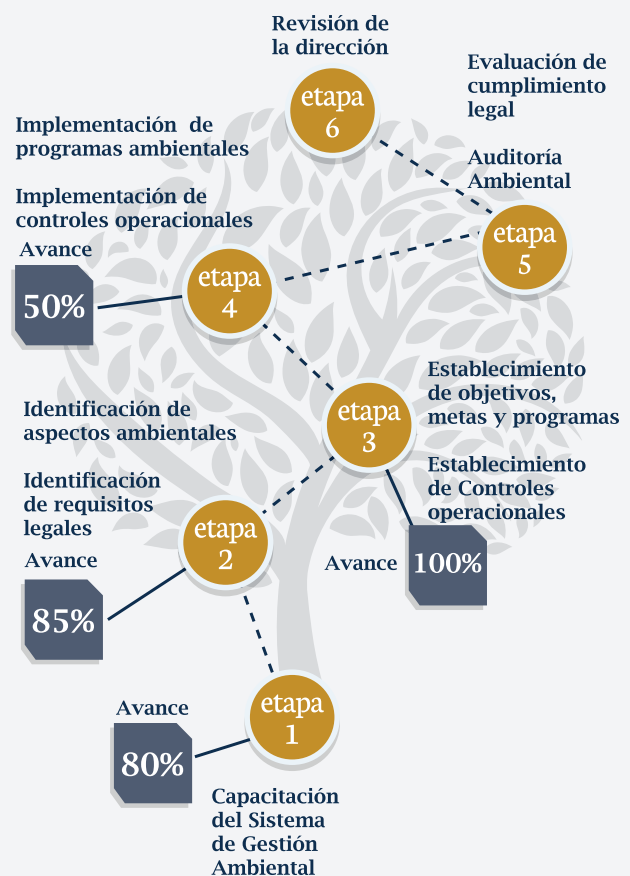 Revisión de
la dirección
etapa
6
Evaluación de
cumplimiento
legal
Auditoría
Ambiental
etapa
5
Implementación de
programas ambientales
Implementación de
controles operacionales
Avance
50%
etapa
4
Establecimiento
de objetivos,
metas y programas
Establecimiento
de Controles
operacionales
etapa
3
Avance
100%
Identificación de
aspectos ambientales
Identificación
de requisitos
legales
Avance
85%
etapa
2
Avance
80%
etapa
1
Capacitación
del Sistema
de Gestión
Ambiental